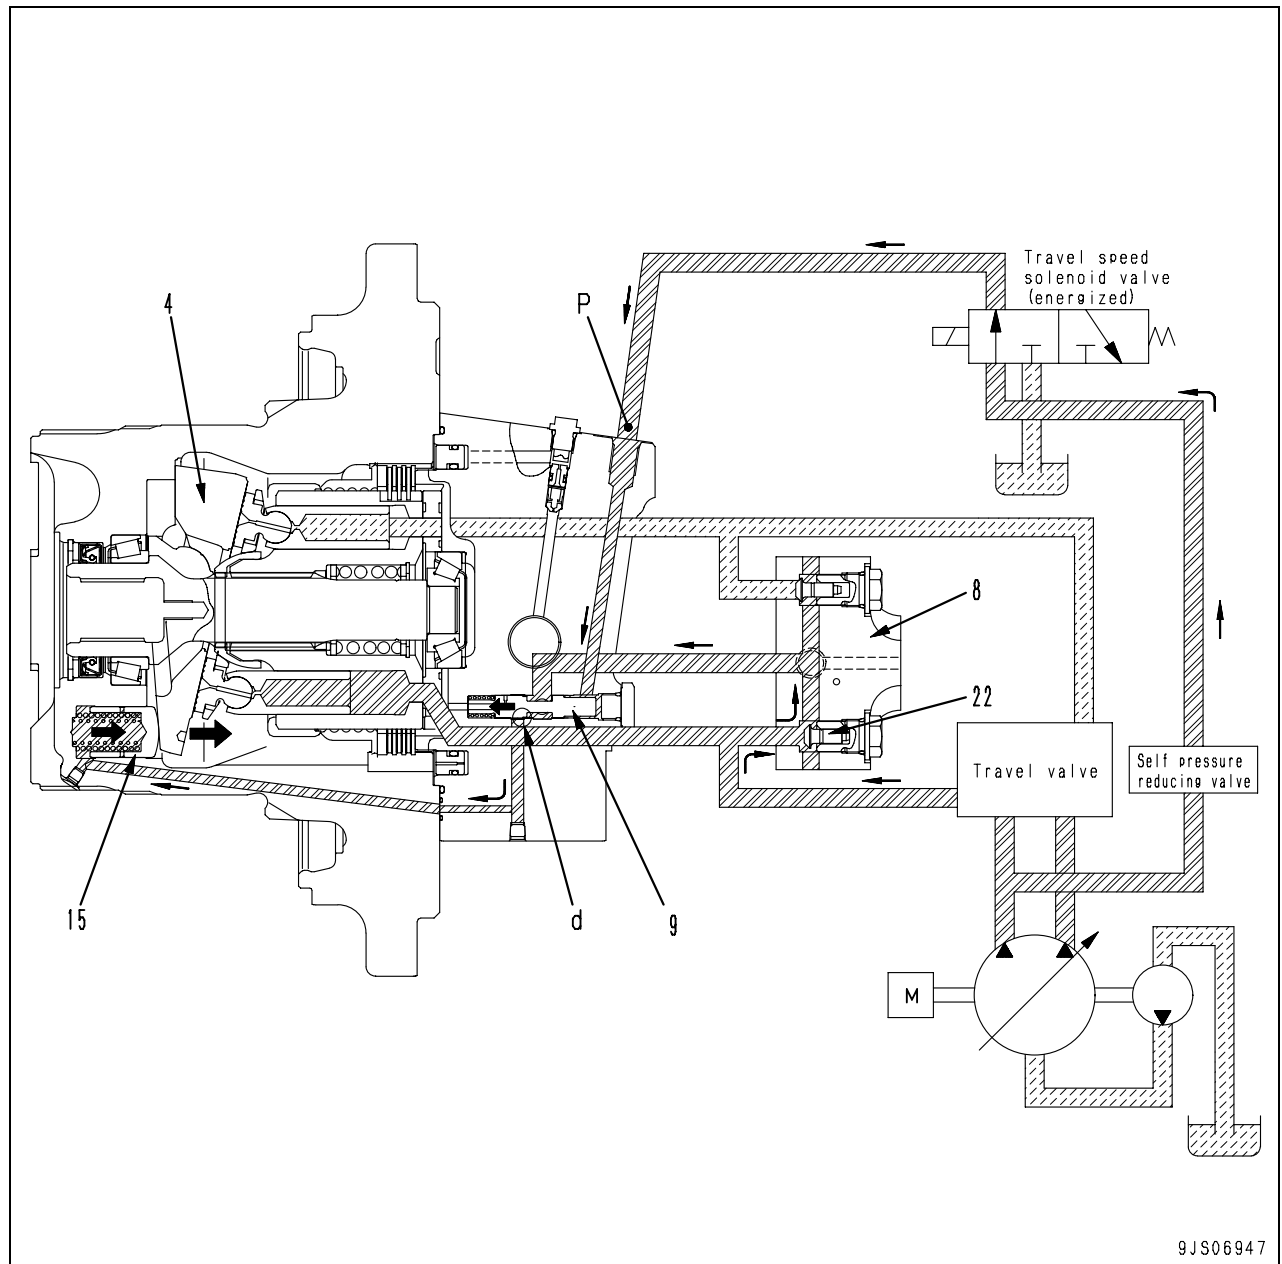 Travel speed
solenoid valve
(energized)
4
P
8
22
Travel valve
Self pressure
reducing valve
15
d
9
M
9JS06947